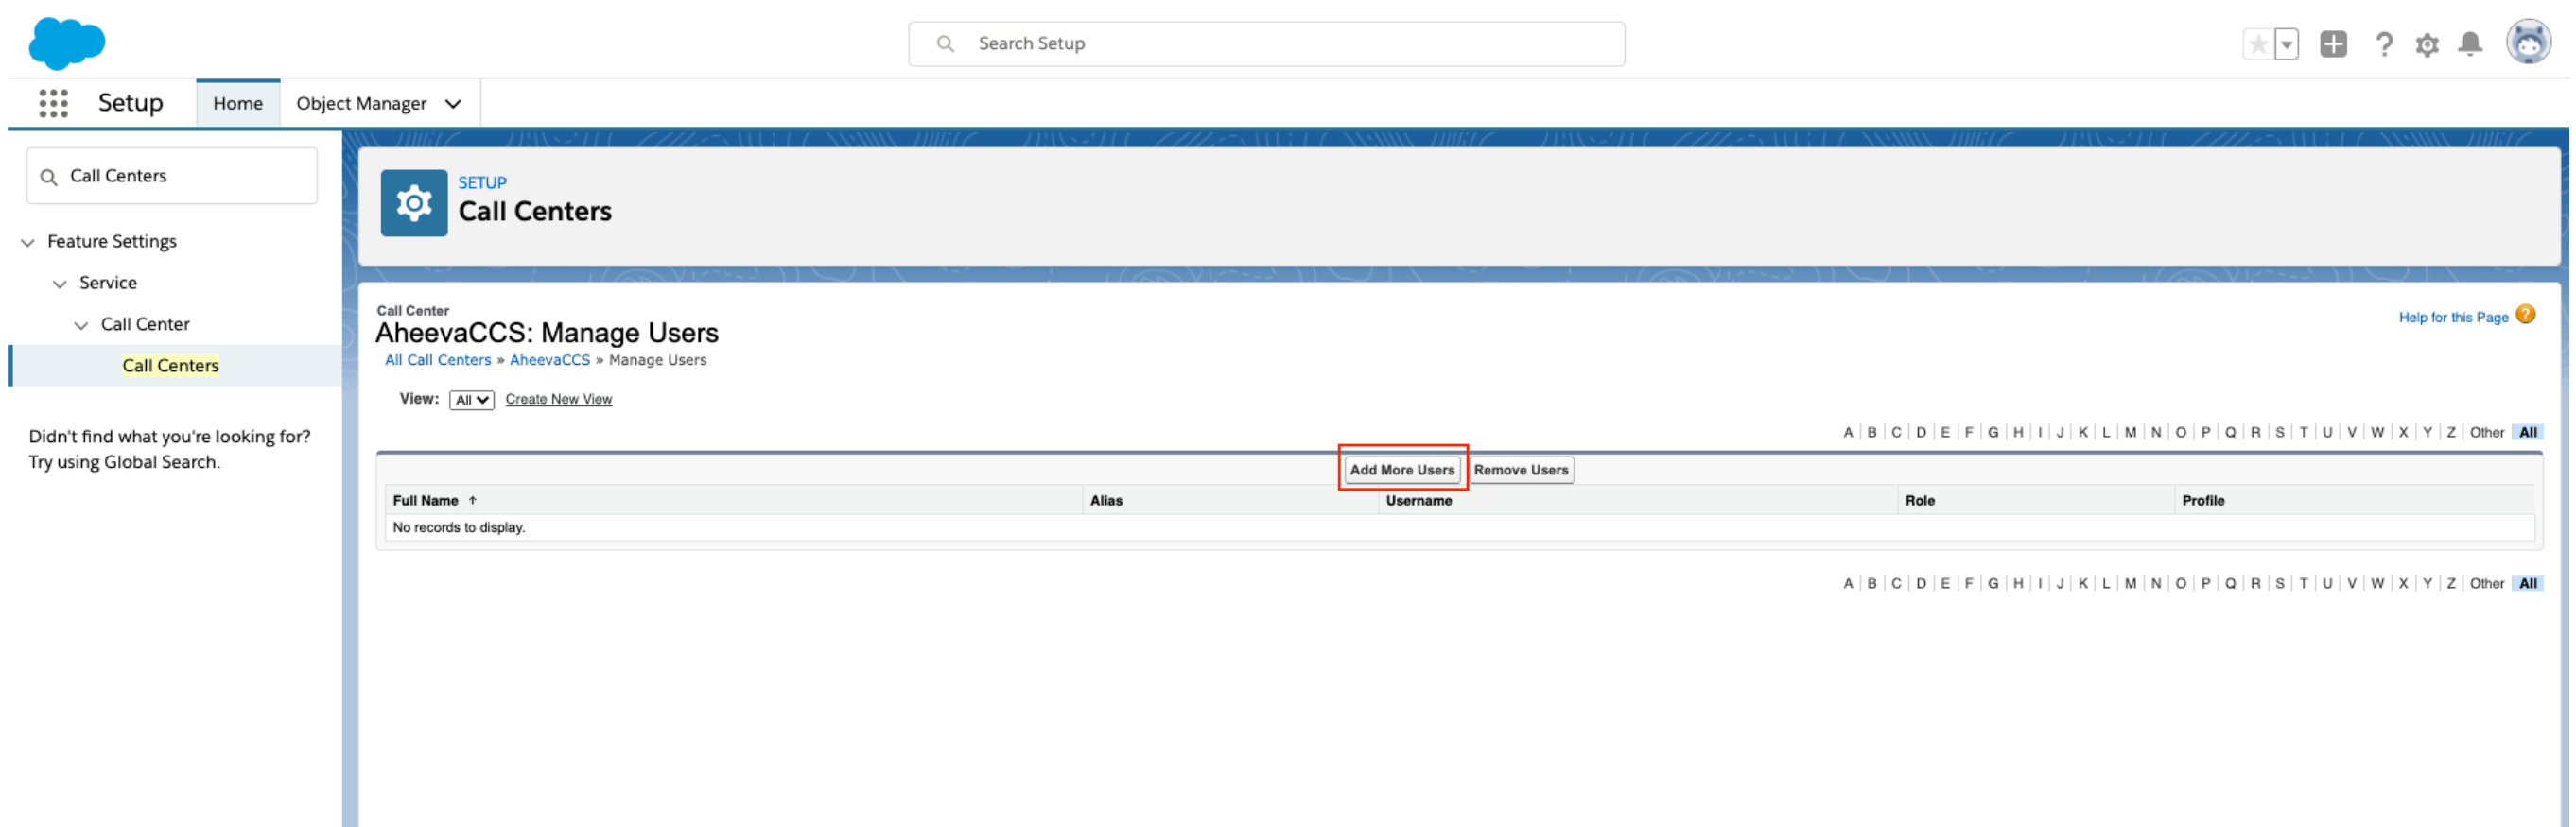 Search Setup
Setup Home Object Manager
Call Centers
Feature Settings
Service
Call Center
Call Centers
Didn't find what you're looking for?
Try using Global Search.
SETUP
Call Centers
Call Center
AheevaCCS: Manage Users
All Call Centers » AheevaCCS » Manage Users
Help for this Page ?
View: All Create New View
A | B | C | D | E | F | G | H | I | J | K | L | M | N | O | P | Q | R | S | T | U | V | W | X | Y | Z | Other All
Add More Users Remove Users
Full Name ↑ Alias Username Role Profile
No records to display.
A | B | C | D | E | F | G | H | I | J | K | L | M | N | O | P | Q | R | S | T | U | V | W | X | Y | Z | Other All